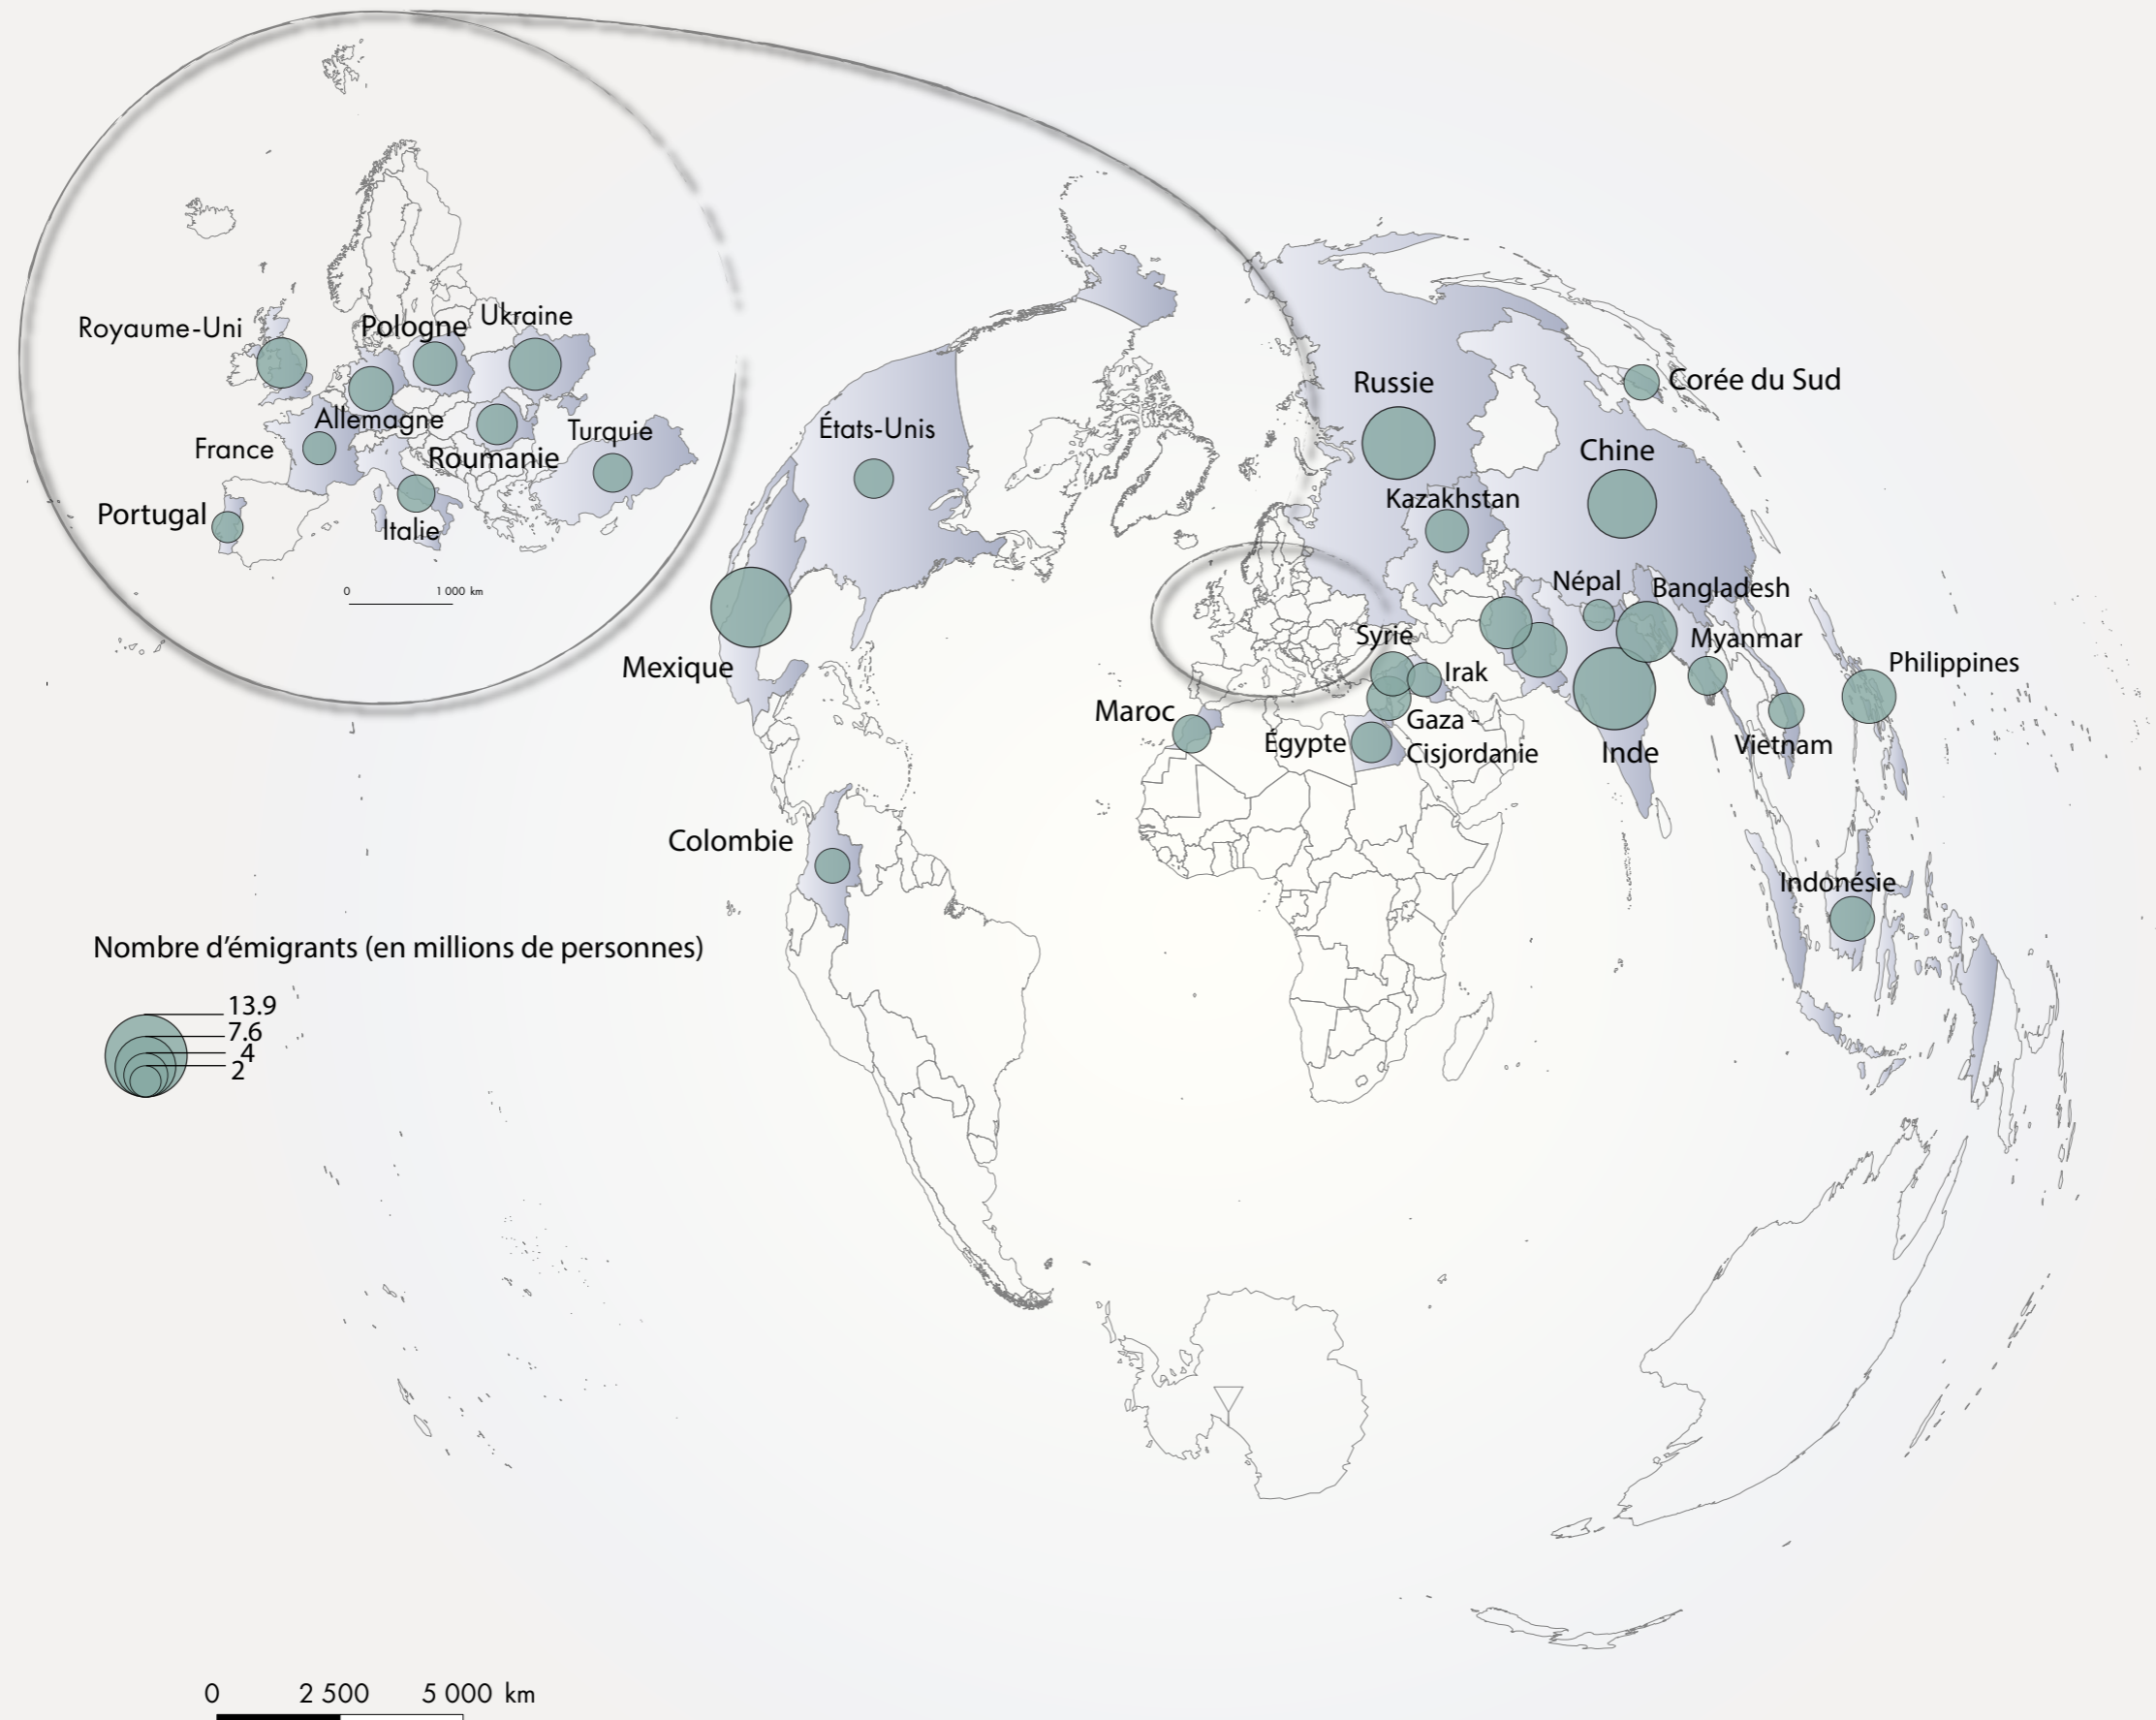 Royaume-Uni
Pologne
Ukraine
Allemagne
France
Roumanie
Turquie
Portugal
Italie
0 1 000 km
États-Unis
Russie
Corée du Sud
Chine
Kazakhstan
Népal
Bangladesh
Syrie
Myanmar
Mexique
Irak
Philippines
Maroc
Gaza -
Cisjordanie
Egypte
Vietnam
Inde
Colombie
Indonésie
Nombre d’émigrants (en millions de personnes)
13.9
7.6
4
2
0 2 500 5 000 km